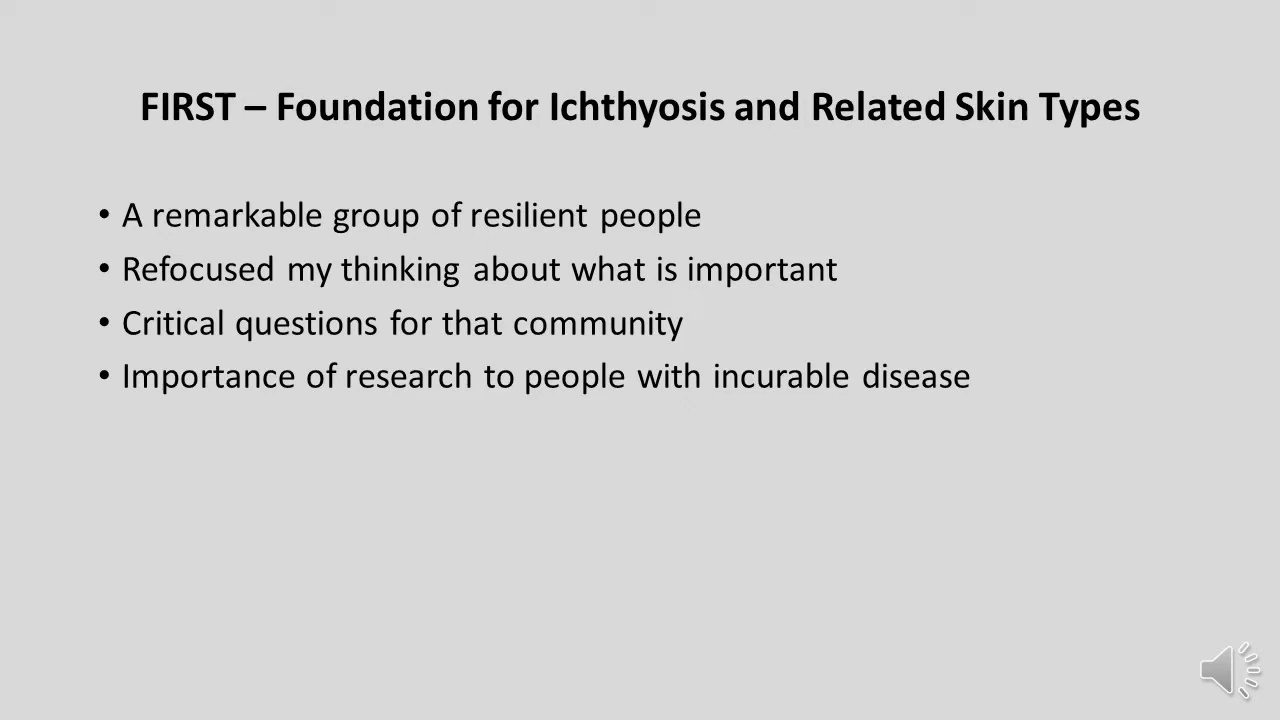 FIRST – Foundation for Ichthyosis and Related Skin Types
• A remarkable group of resilient people
• Refocused my thinking about what is important
• Critical questions for that community
• Importance of research to people with incurable disease